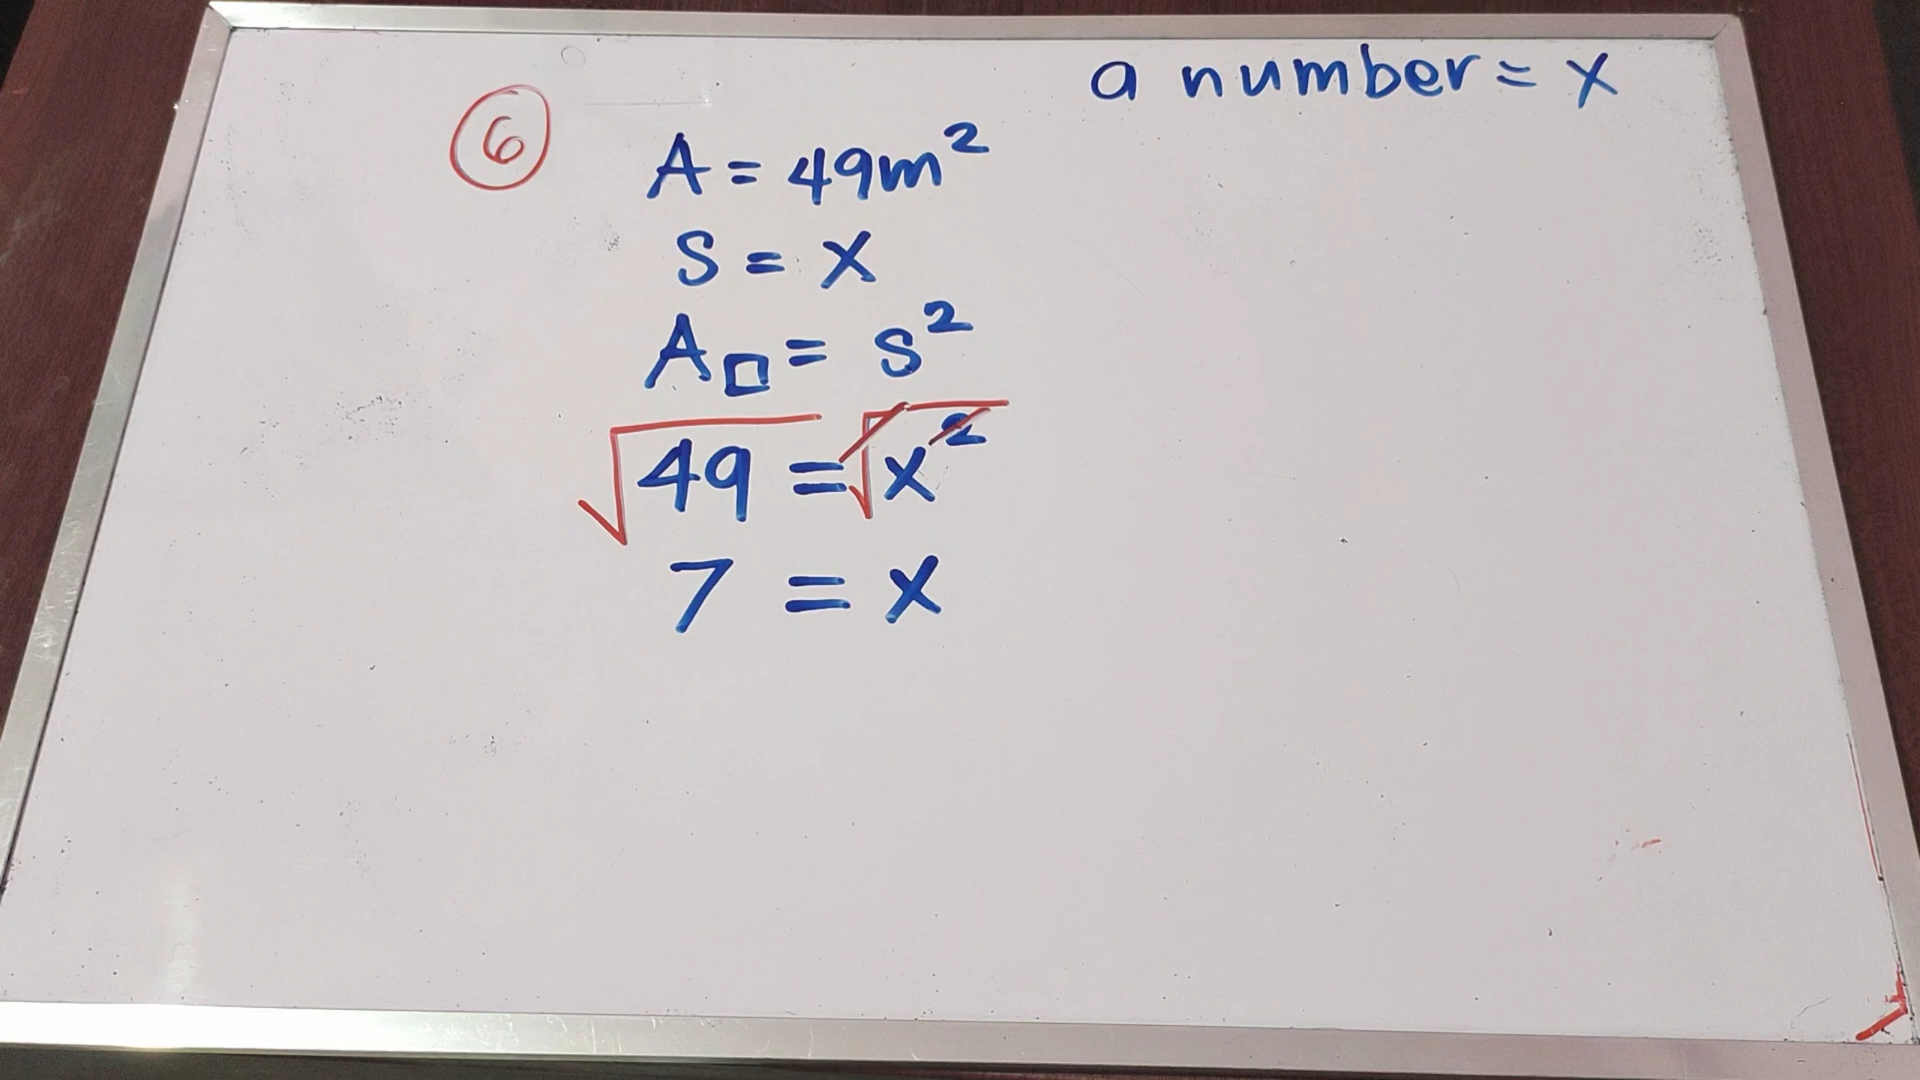 a number = x
6
A = 49m²
S = x
A□ = s²
√49 = √x²
7 = x